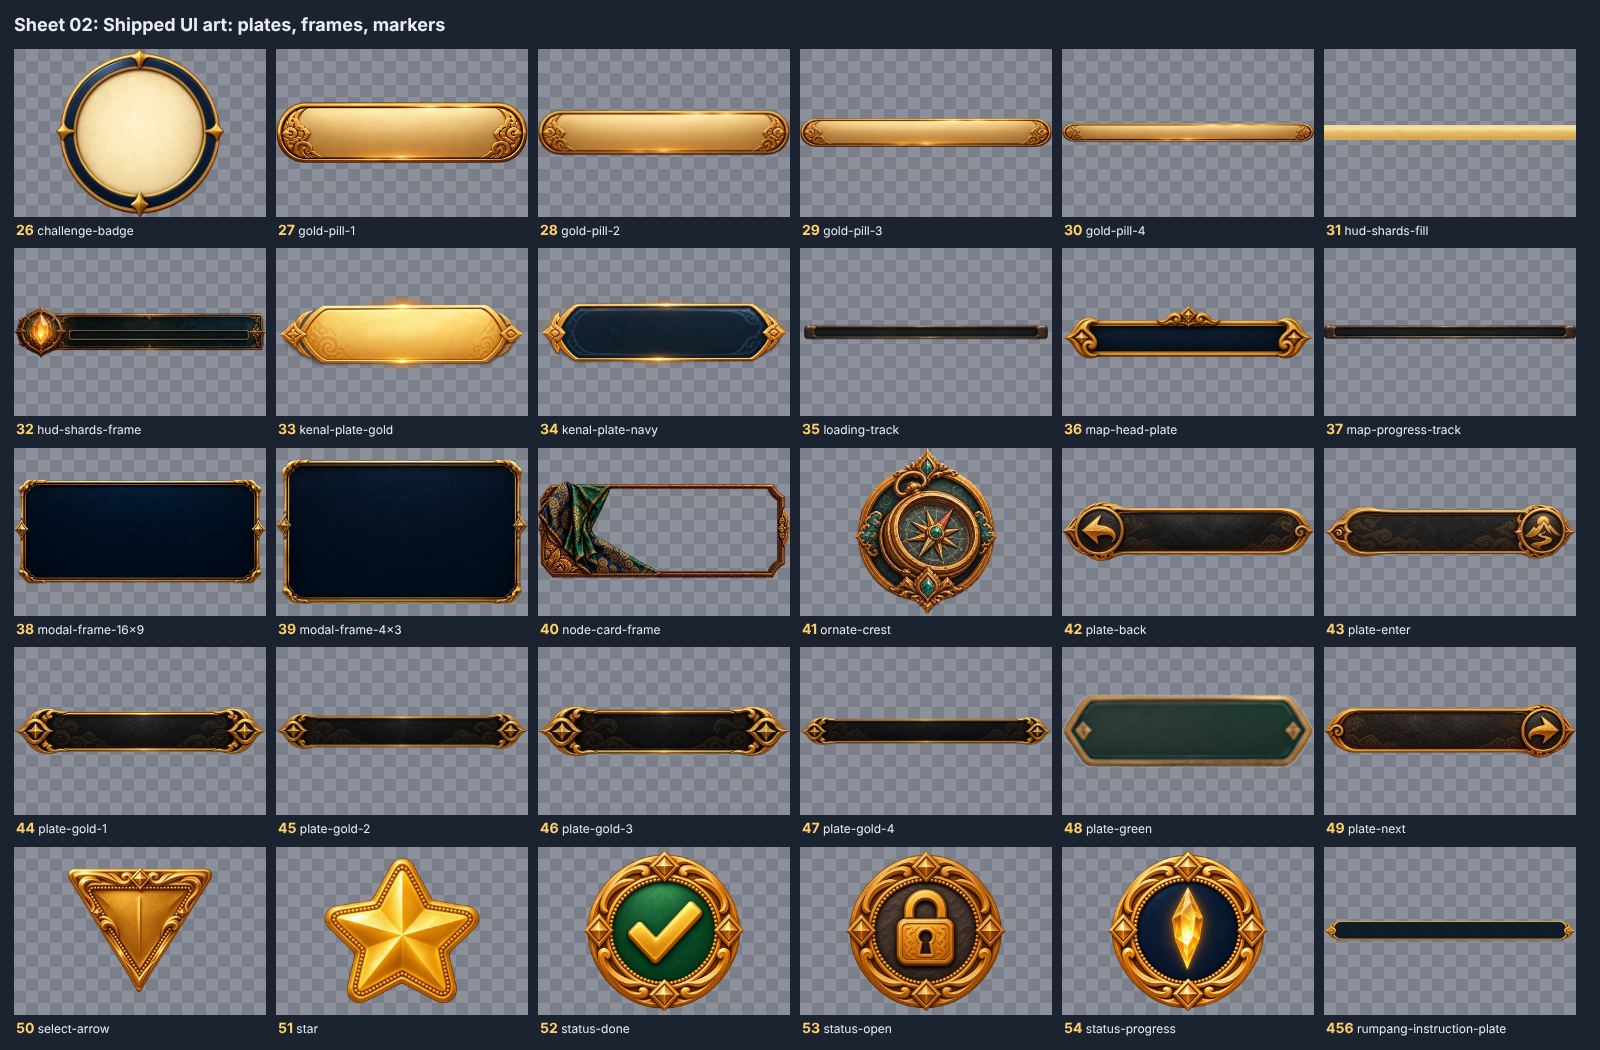 Sheet 02: Shipped UI art: plates, frames, markers
26 challenge-badge
27 gold-pill-1
28 gold-pill-2
29 gold-pill-3
30 gold-pill-4
31 hud-shards-fill
32 hud-shards-frame
33 kenal-plate-gold
34 kenal-plate-navy
35 loading-track
36 map-head-plate
37 map-progress-track
38 modal-frame-16×9
39 modal-frame-4×3
40 node-card-frame
41 ornate-crest
42 plate-back
43 plate-enter
44 plate-gold-1
45 plate-gold-2
46 plate-gold-3
47 plate-gold-4
48 plate-green
49 plate-next
50 select-arrow
51 star
52 status-done
53 status-open
54 status-progress
456 rumpang-instruction-plate